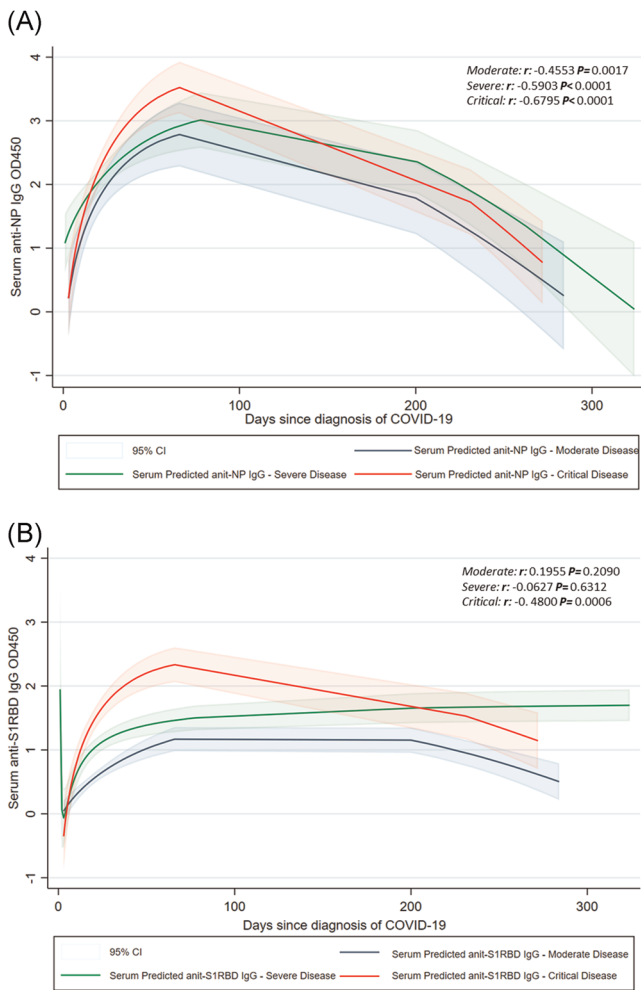 (A)
4
3
2
1
0
-1
Serum anti-NP IgG OD450
Moderate: r: -0.4553 P= 0.0017
Severe: r: -0.5903 P< 0.0001
Critical: r: -0.6795 P< 0.0001
0 100 200 300
Days since diagnosis of COVID-19
95% CI
Serum Predicted anit-NP IgG - Moderate Disease
Serum Predicted anit-NP IgG - Severe Disease
Serum Predicted anit-NP IgG - Critical Disease
(B)
4
3
2
1
0
-1
Serum anti-S1RBD IgG OD450
Moderate: r: 0.1955 P= 0.2090
Severe: r: -0.0627 P= 0.6312
Critical: r: -0. 4800 P= 0.0006
0 100 200 300
Days since diagnosis of COVID-19
95% CI
Serum Predicted anit-S1RBD IgG - Moderate Disease
Serum Predicted anit-S1RBD IgG - Severe Disease
Serum Predicted anit-S1RBD IgG - Critical Disease